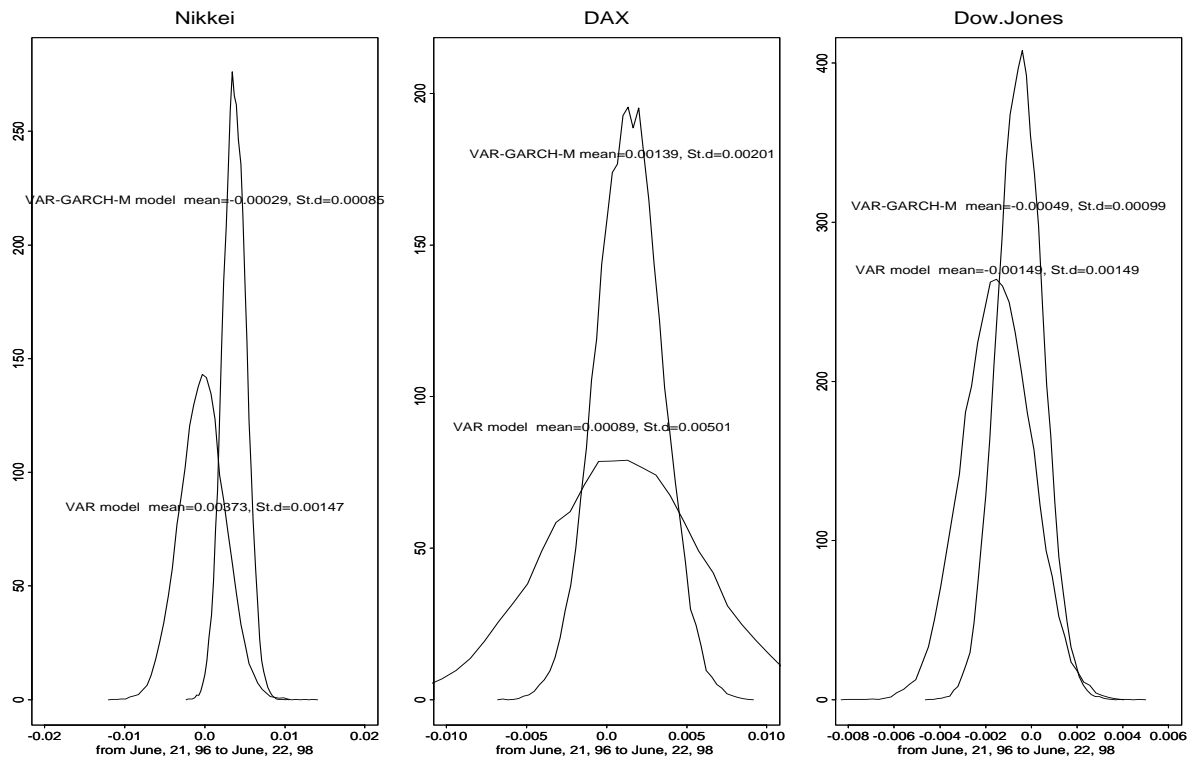 Nikkei
250
200
150
100
50
0
VAR-GARCH-M model mean=-0.00029, St.d=0.00085
VAR model mean=0.00373, St.d=0.00147
-0.02 -0.01 0.0 0.01 0.02
from June, 21, 96 to June, 22, 98
DAX
200
150
100
50
0
VAR-GARCH-M mean=0.00139, St.d=0.00201
VAR model mean=0.00089, St.d=0.00501
-0.010 -0.005 0.0 0.005 0.010
from June, 21, 96 to June, 22, 98
Dow.Jones
400
300
200
100
0
VAR-GARCH-M mean=-0.00049, St.d=0.00099
VAR model mean=-0.00149, St.d=0.00149
-0.008 -0.006 -0.004 -0.002 0.0 0.002 0.004 0.006
from June, 21, 96 to June, 22, 98